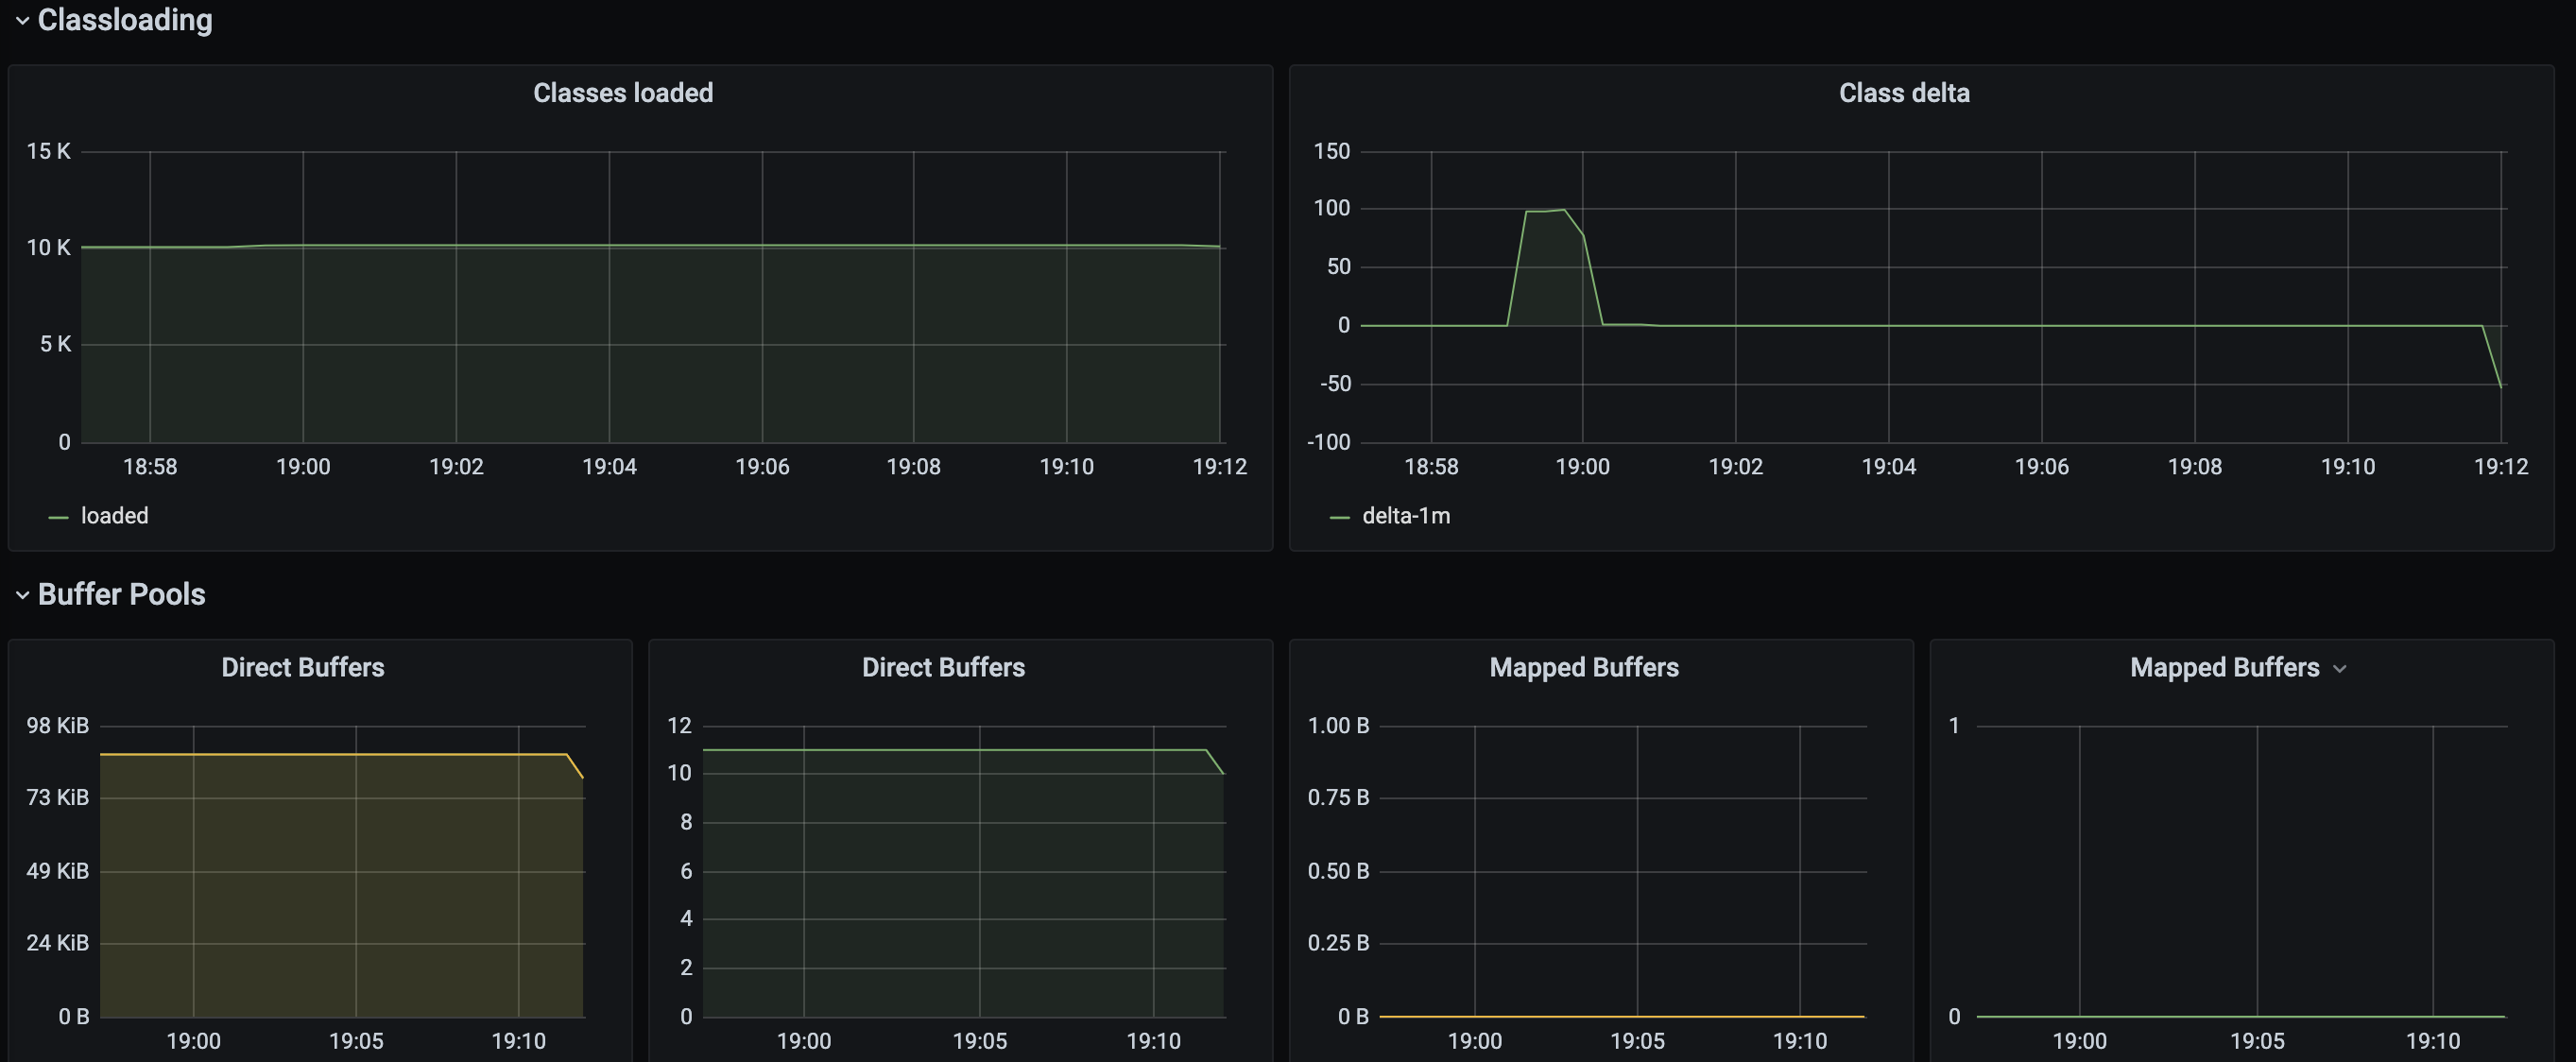 Classloading
Classes loaded
15 K
10 K
5 K
0
18:58 19:00 19:02 19:04 19:06 19:08 19:10 19:12
loaded
Class delta
150
100
50
0
-50
-100
18:58 19:00 19:02 19:04 19:06 19:08 19:10 19:12
delta-1m
Buffer Pools
Direct Buffers
98 KiB
73 KiB
49 KiB
24 KiB
0 B
19:00 19:05 19:10
Direct Buffers
12
10
8
6
4
2
0
19:00 19:05 19:10
Mapped Buffers
1.00 B
0.75 B
0.50 B
0.25 B
0 B
19:00 19:05 19:10
Mapped Buffers
1
0
19:00 19:05 19:10